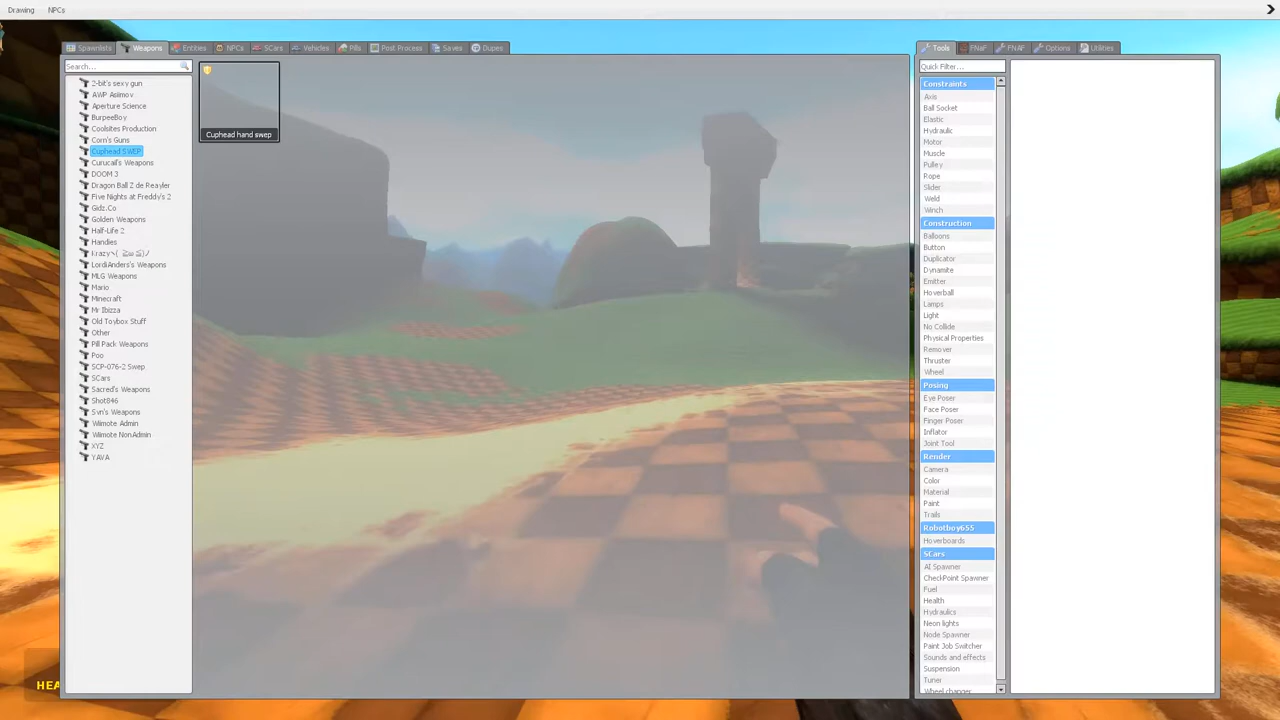 Drawing NPCs
Spawnlists Weapons Entities NPCs SCars Vehicles Pills Post Process Saves Dupes
Search...
2-bit's sexy gun
AWP Asiimov
Aperture Science
BurpeeBoy
Coolsites Production
Corn's Guns
Cuphead SWEP
Curucail's Weapons
DOOM 3
Dragon Ball Z de Reayler
Five Nights at Freddy's 2
Gidz.Co
Golden Weapons
Half-Life 2
Handies
LordiAnders's Weapons
MLG Weapons
Mario
Minecraft
Mr Ibizza
Old Toybox Stuff
Other
Pill Pack Weapons
Poo
SCP-076-2 Swep
SCars
Sacred's Weapons
Shot846
Svn's Weapons
Wiimote Admin
Wiimote NonAdmin
XYZ
YAVA
Cuphead hand swep
HEA
Tools FNaF FNAF Options Utilities
Quick Filter...
Constraints
Axis
Ball Socket
Elastic
Hydraulic
Motor
Muscle
Pulley
Rope
Slider
Weld
Winch
Construction
Balloons
Button
Duplicator
Dynamite
Emitter
Hoverball
Lamps
Light
No Collide
Physical Properties
Remover
Thruster
Wheel
Posing
Eye Poser
Face Poser
Finger Poser
Inflator
Joint Tool
Render
Camera
Color
Material
Paint
Trails
Robotboy655
Hoverboards
SCars
AI Spawner
CheckPoint Spawner
Fuel
Health
Hydraulics
Neon lights
Node Spawner
Paint Job Switcher
Sounds and effects
Suspension
Tuner
Wheel changer